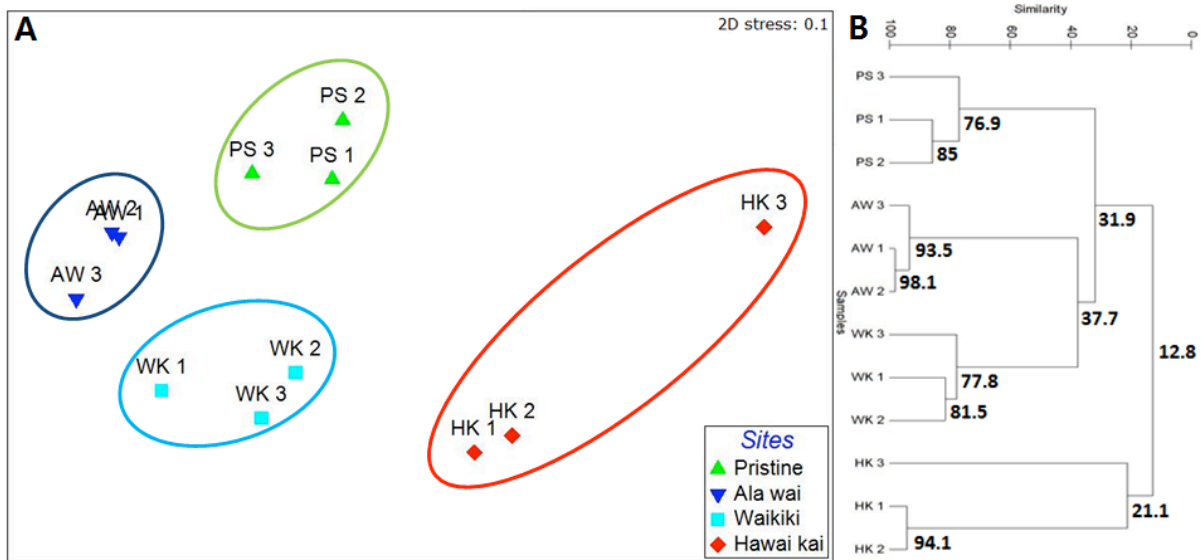 A
2D stress: 0.1
PS 2
PS 3
PS 1
AW 2
AW 1
AW 3
HK 3
WK 1
WK 2
WK 3
HK 2
HK 1
Sites
Pristine
Ala wai
Waikiki
Hawai kai
B
Similarity
100
80
60
40
20
0
PS 3
PS 1
PS 2
AW 3
AW 1
AW 2
WK 3
WK 1
WK 2
HK 3
HK 1
HK 2
Samples
76.9
85
31.9
93.5
98.1
37.7
12.8
77.8
81.5
21.1
94.1